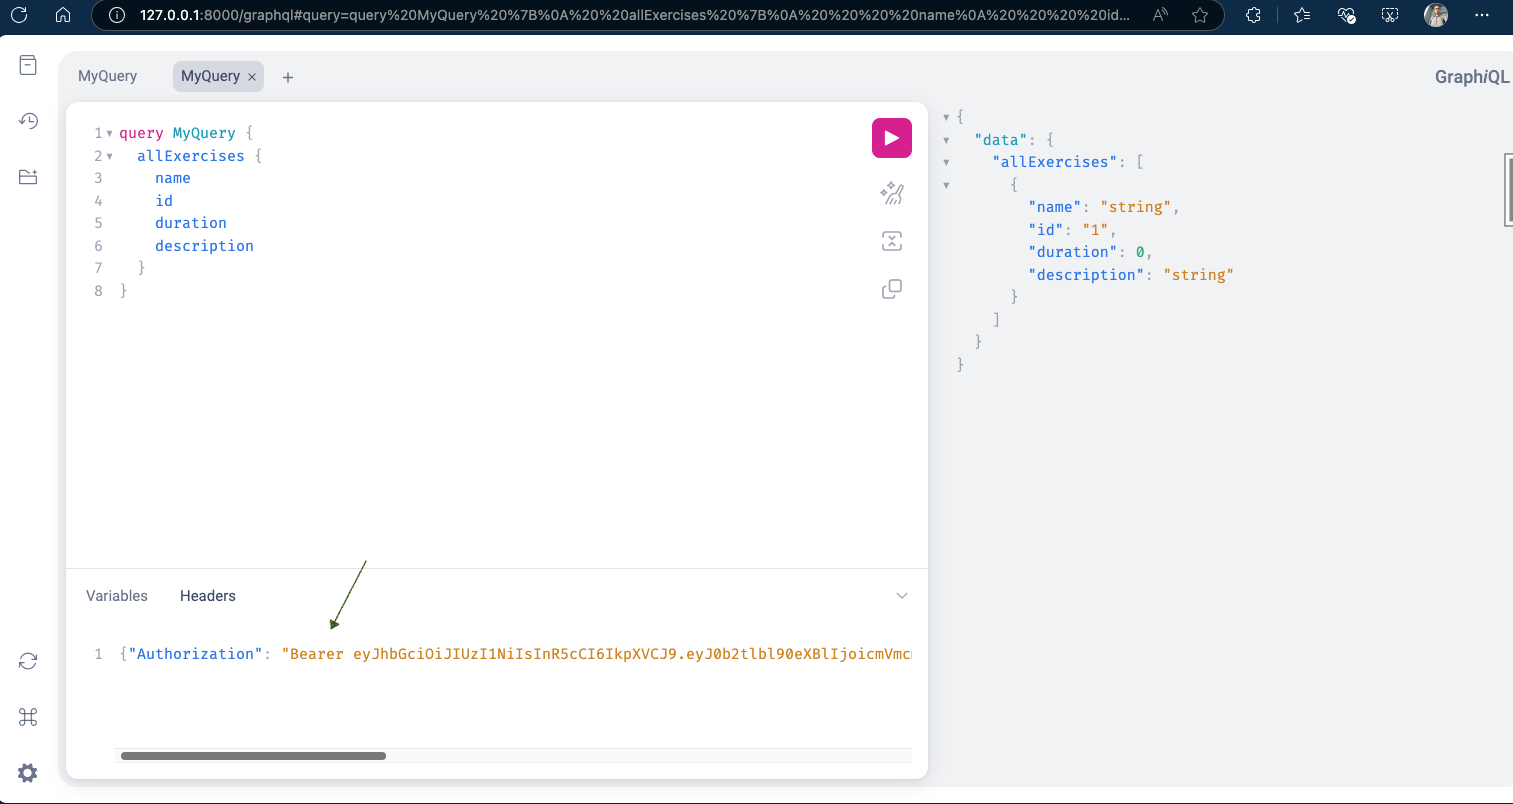 127.0.0.1:8000/graphql#query=query%20MyQuery%20%7B%0A%20%20allExercises%20%7B%0A%20%20%20%20name%0A%20%20%20%20id...
MyQuery
MyQuery × +
GraphiQL
1 query MyQuery {
2 allExercises {
3 name
4 id
5 duration
6 description
7 }
8 }
{
"data": {
"allExercises": [
{
"name": "string",
"id": "1",
"duration": 0,
"description": "string"
}
]
}
}
Variables Headers
1 {"Authorization": "Bearer eyJhbGciOiJIUzI1NiIsInR5cCI6IkpXVCJ9.eyJ0b2tlbl90eXBlIjoicmVmc